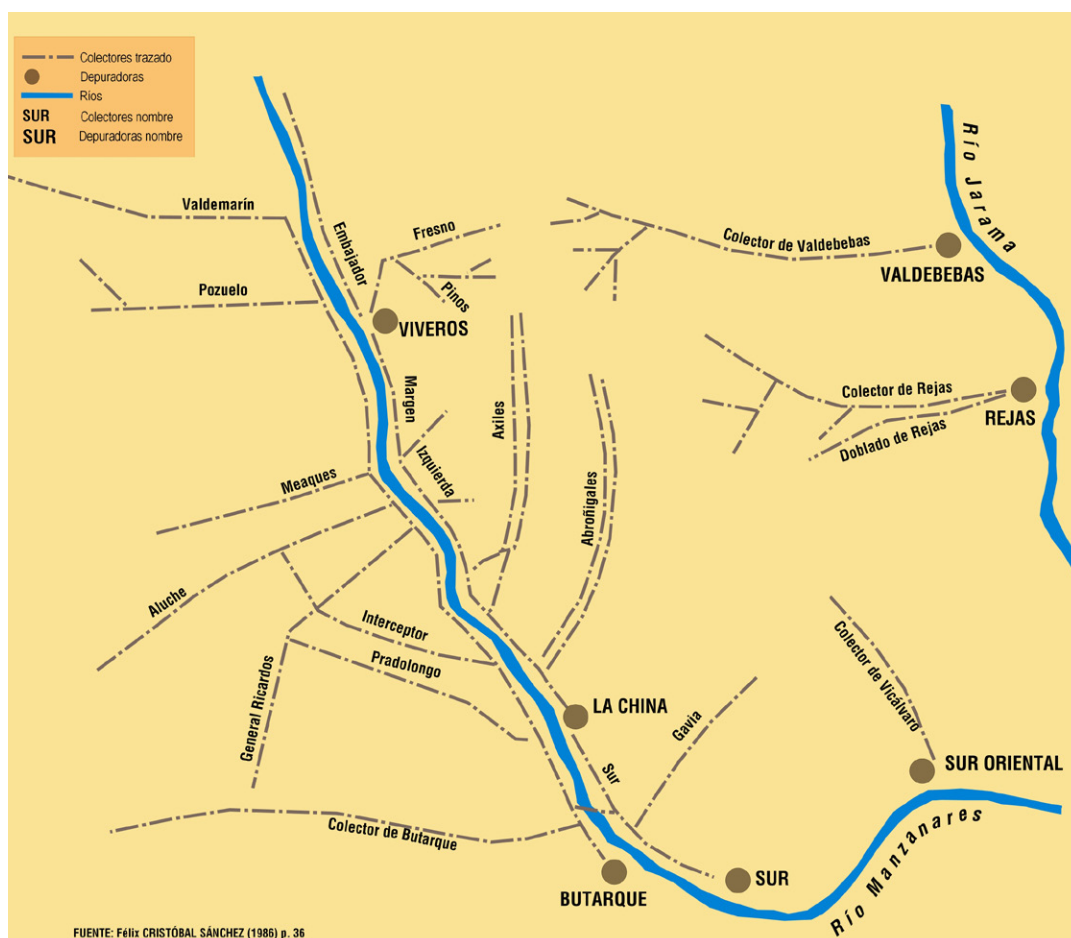 Colectores trazado
Depuradoras
Ríos
SUR Colectores nombre
SUR Depuradoras nombre
Río Jarama
Valdemarín
Embajador
Fresno
Colector de Valdebebas
VALDEBEBAS
Pozuelo
Pinos
VIVEROS
Margen
Izquierda
Axiles
Colector de Rejas
REJAS
Doblado de Rejas
Meaques
Abroñigales
Aluche
Interceptor
Pradolongo
General Ricardos
Colector de Vicálvaro
LA CHINA
Gavia
Sur
SUR ORIENTAL
Colector de Butarque
BUTARQUE
SUR
Río Manzanares
FUENTE: Félix CRISTÓBAL SÁNCHEZ (1986) p. 36